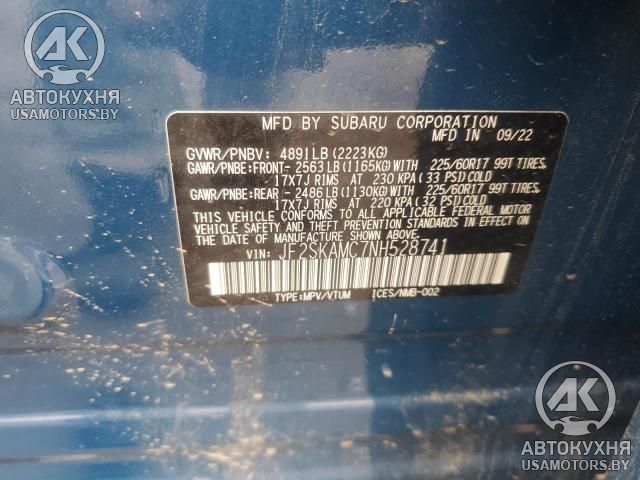 АК
АВТОКУХНЯ
USAMOTORS.BY
MFD BY SUBARU CORPORATION
MFD IN 09/22
GVWR/PNBV: 4891LB (2223KG)
GAWR/PNBE:FRONT- 2563LB (1165KG)WITH 225/60R17 99T TIRES,
17X7J RIMS AT 230 KPA (33 PSI) COLD
GAWR/PNBE:REAR - 2486LB (1130KG)WITH 225/60R17 99T TIRES,
17X7J RIMS AT 220 KPA (32 PSI) COLD
THIS VEHICLE CONFORMS TO ALL APPLICABLE FEDERAL MOTOR
VEHICLE SAFETY STANDARDS IN EFFECT ON THE DATE OF
MANUFACTURE SHOWN ABOVE.
VIN: JF2SKAMC7NH528741
TYPE:MPV/VTUM ICES/NMB-002
АК
АВТОКУХНЯ
USAMOTORS.BY